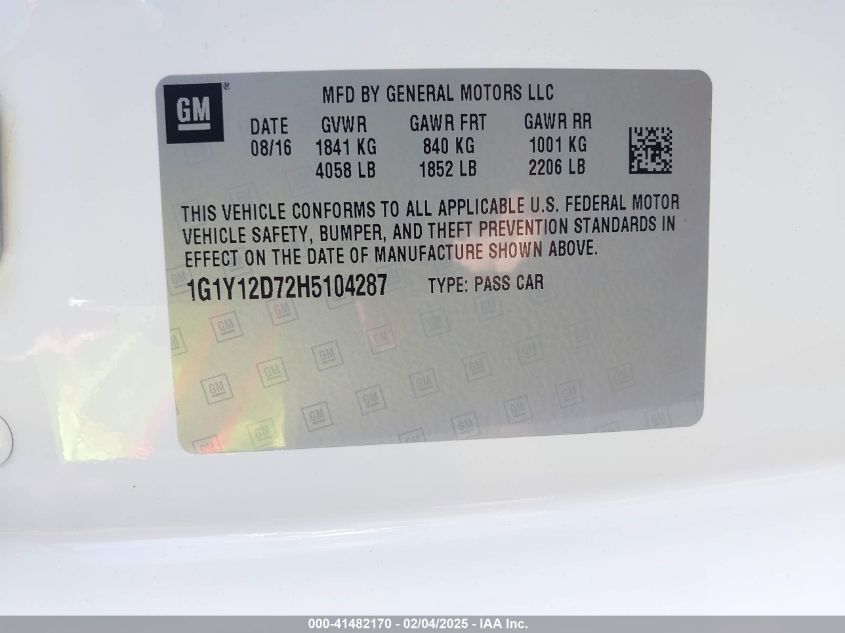 GM®
MFD BY GENERAL MOTORS LLC
DATE GVWR GAWR FRT GAWR RR
08/16 1841 KG 840 KG 1001 KG
4058 LB 1852 LB 2206 LB
THIS VEHICLE CONFORMS TO ALL APPLICABLE U.S. FEDERAL MOTOR
VEHICLE SAFETY, BUMPER, AND THEFT PREVENTION STANDARDS IN
EFFECT ON THE DATE OF MANUFACTURE SHOWN ABOVE.
1G1Y12D72H5104287 TYPE: PASS CAR
000-41482170 - 02/04/2025 - IAA Inc.